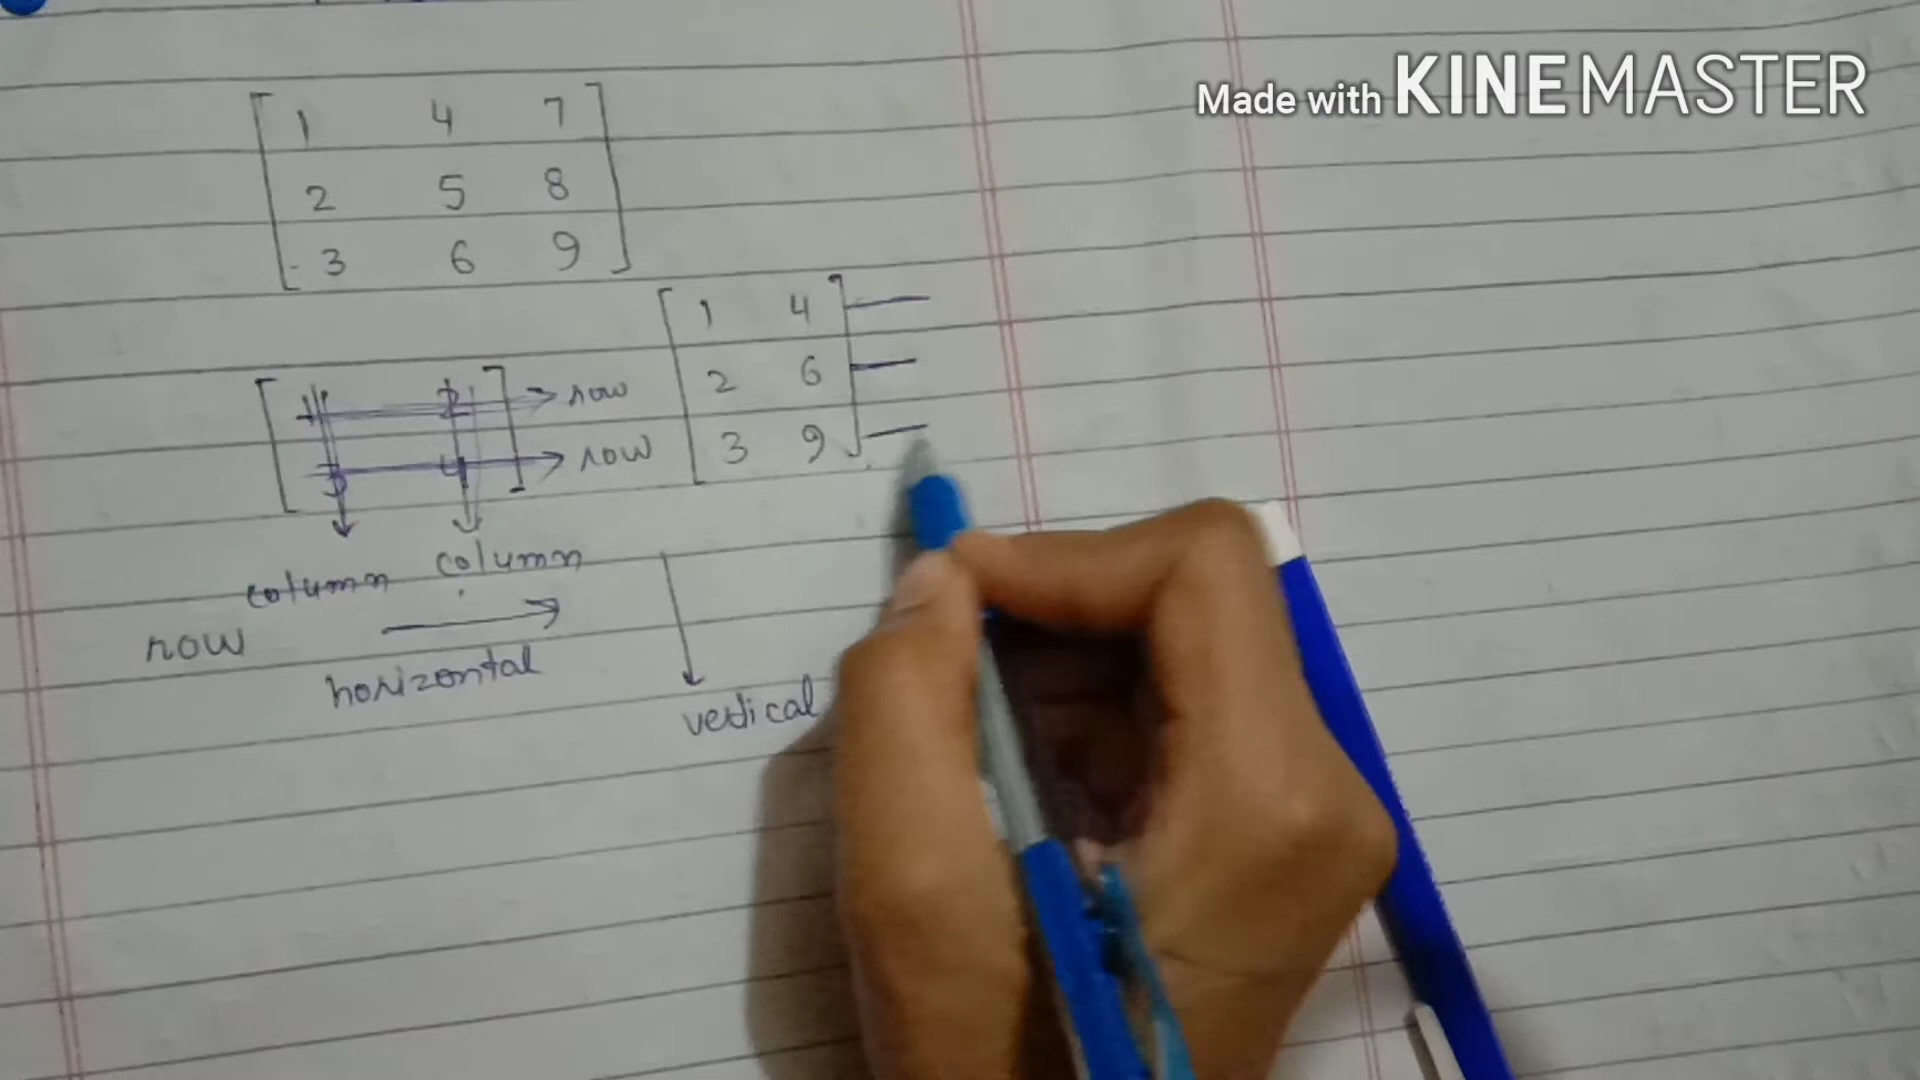 Made with KINEMASTER
1 4 7
2 5 8
3 6 9
1 4
2 6
3 9
1 2 → row
3 4 → row
column column
row → horizontal
vertical